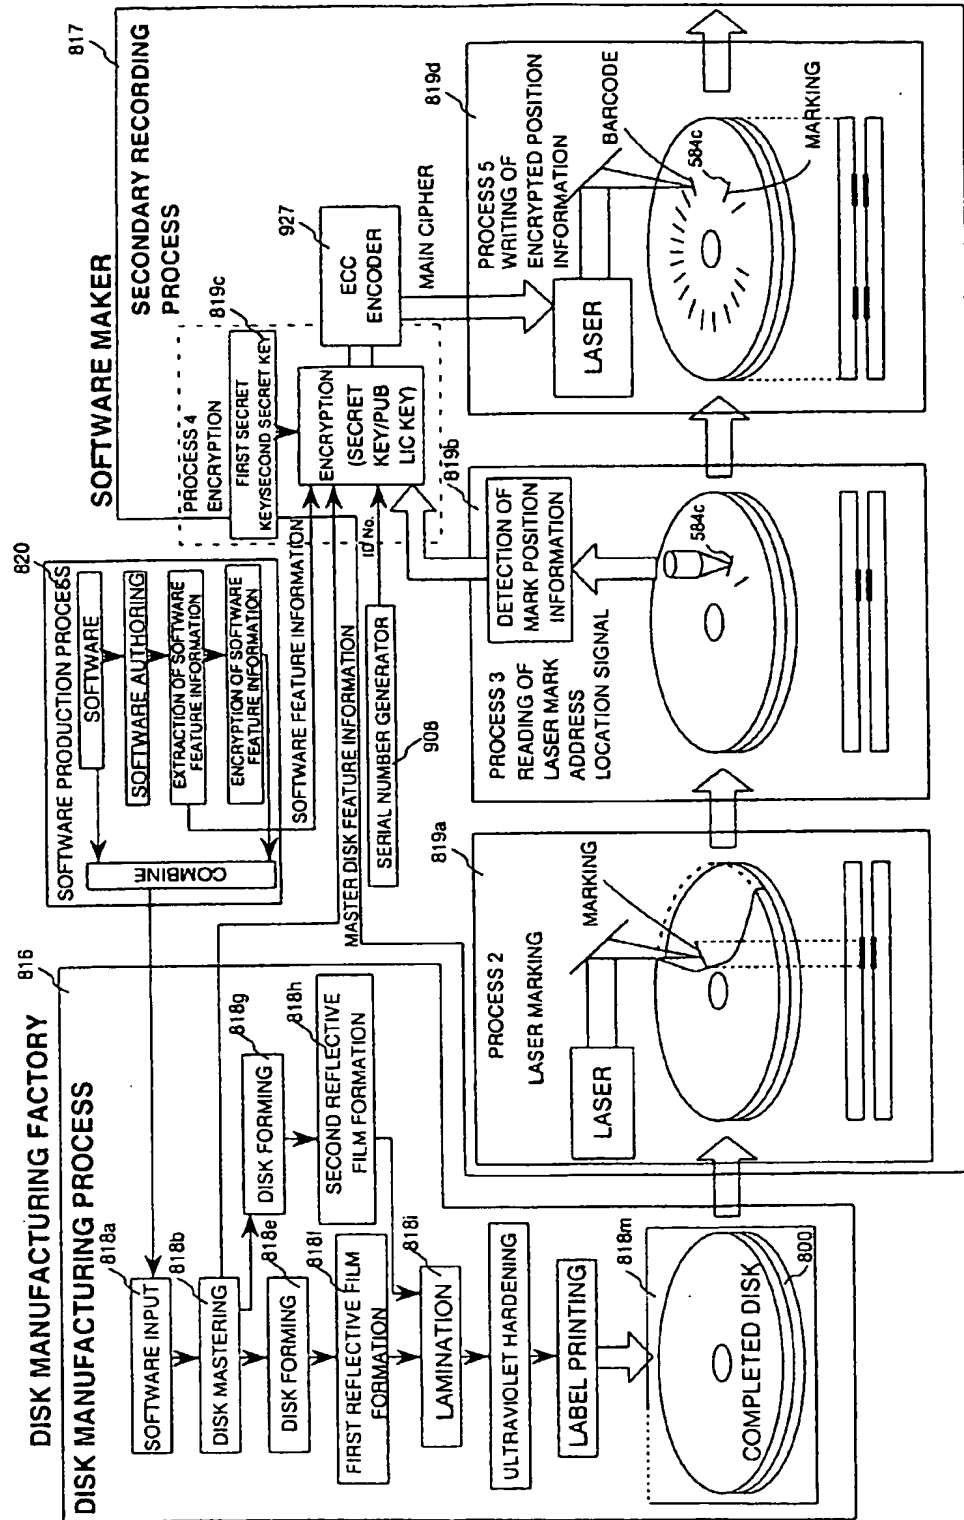 DISK MANUFACTURING FACTORY
DISK MANUFACTURING PROCESS
816
818a
SOFTWARE INPUT
818b
DISK MASTERING
818g
DISK FORMING
818e
DISK FORMING
818h
SECOND REFLECTIVE
FILM FORMATION
818f
FIRST REFLECTIVE FILM
FORMATION
818i
LAMINATION
ULTRAVIOLET HARDENING
LABEL PRINTING
818m
COMPLETED DISK
800
820
SOFTWARE PRODUCTION PROCESS
SOFTWARE
SOFTWARE AUTHORING
EXTRACTION OF SOFTWARE
FEATURE INFORMATION
ENCRYPTION OF SOFTWARE
FEATURE INFORMATION
COMBINE
SOFTWARE FEATURE INFORMATION
MASTER DISK FEATURE INFORMATION
ID No.
SERIAL NUMBER GENERATOR
908
SOFTWARE MAKER
817
SECONDARY RECORDING
PROCESS
PROCESS 4
ENCRYPTION
819c
FIRST SECRET
KEY/SECOND SECRET KEY
ENCRYPTION
(SECRET
KEY/PUB
LIC KEY)
927
ECC
ENCODER
MAIN CIPHER
819a
PROCESS 2
LASER MARKING
LASER
MARKING
819b
PROCESS 3
READING OF
LASER MARK
ADDRESS
LOCATION SIGNAL
DETECTION OF
MARK POSITION
INFORMATION
584c
819d
PROCESS 5
WRITING OF
ENCRYPTED POSITION
INFORMATION
LASER
BARCODE
584c
MARKING